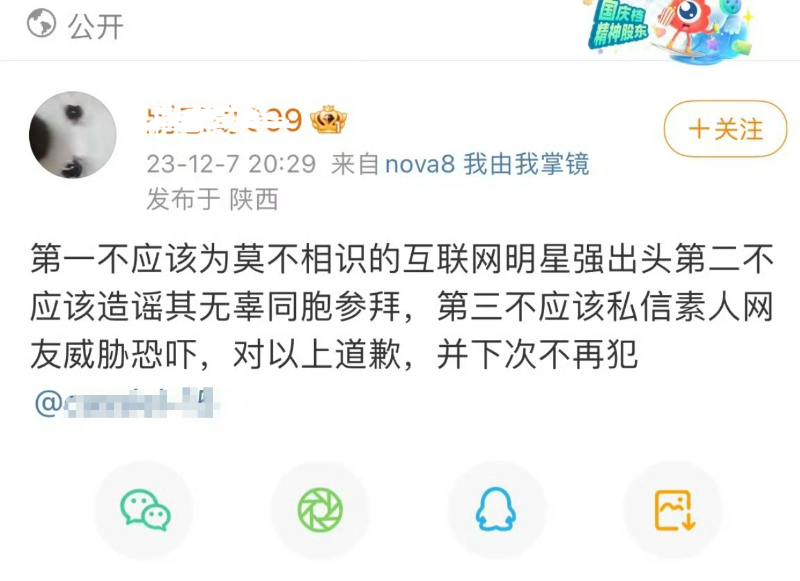 公开
国庆档
精神股东
99
+关注
23-12-7 20:29 来自 nova8 我由我掌镜
发布于 陕西
第一不应该为莫不相识的互联网明星强出头第二不
应该造谣其无辜同胞参拜，第三不应该私信素人网
友威胁恐吓，对以上道歉，并下次不再犯
@